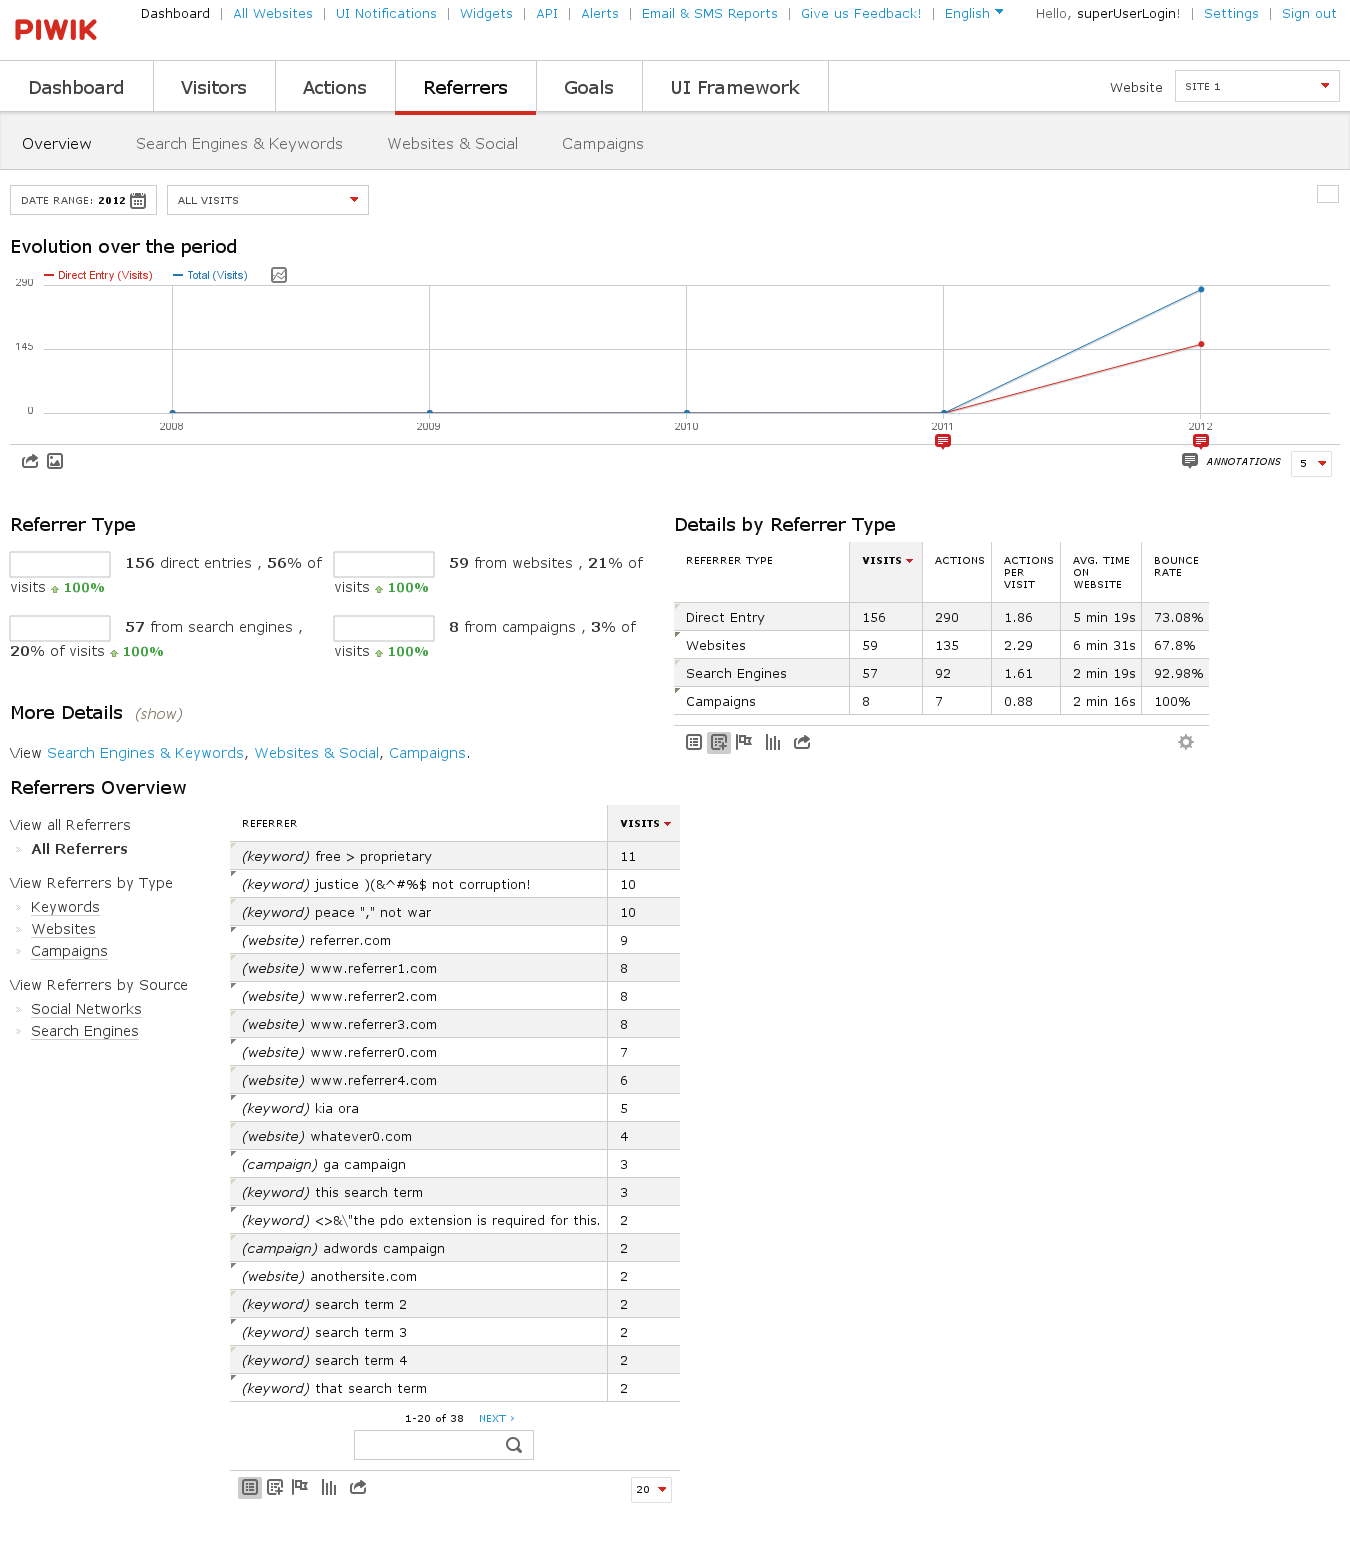 PIWIK
Dashboard | All Websites | UI Notifications | Widgets | API | Alerts | Email & SMS Reports | Give us Feedback! | English Hello, superUserLogin! | Settings | Sign out
Dashboard Visitors Actions Referrers Goals UI Framework Website SITE 1
Overview Search Engines & Keywords Websites & Social Campaigns
DATE RANGE: 2012 ALL VISITS
Evolution over the period
Direct Entry (Visits) Total (Visits)
290
145
0
2008 2009 2010 2011 2012
ANNOTATIONS 5
Referrer Type
156 direct entries , 56% of visits 100%
59 from websites , 21% of visits 100%
57 from search engines , 20% of visits 100%
8 from campaigns , 3% of visits 100%
Details by Referrer Type
REFERRER TYPE VISITS ACTIONS ACTIONS PER VISIT AVG. TIME ON WEBSITE BOUNCE RATE
Direct Entry 156 290 1.86 5 min 19s 73.08%
Websites 59 135 2.29 6 min 31s 67.8%
Search Engines 57 92 1.61 2 min 19s 92.98%
Campaigns 8 7 0.88 2 min 16s 100%
More Details (show)
View Search Engines & Keywords, Websites & Social, Campaigns.
Referrers Overview
View all Referrers
» All Referrers
View Referrers by Type
» Keywords
» Websites
» Campaigns
View Referrers by Source
» Social Networks
» Search Engines
REFERRER VISITS
(keyword) free > proprietary 11
(keyword) justice )(&^#%$ not corruption! 10
(keyword) peace "," not war 10
(website) referrer.com 9
(website) www.referrer1.com 8
(website) www.referrer2.com 8
(website) www.referrer3.com 8
(website) www.referrer0.com 7
(website) www.referrer4.com 6
(keyword) kia ora 5
(website) whatever0.com 4
(campaign) ga campaign 3
(keyword) this search term 3
(keyword) <>&\"the pdo extension is required for this. 2
(campaign) adwords campaign 2
(website) anothersite.com 2
(keyword) search term 2 2
(keyword) search term 3 2
(keyword) search term 4 2
(keyword) that search term 2
1-20 of 38 NEXT ›
20